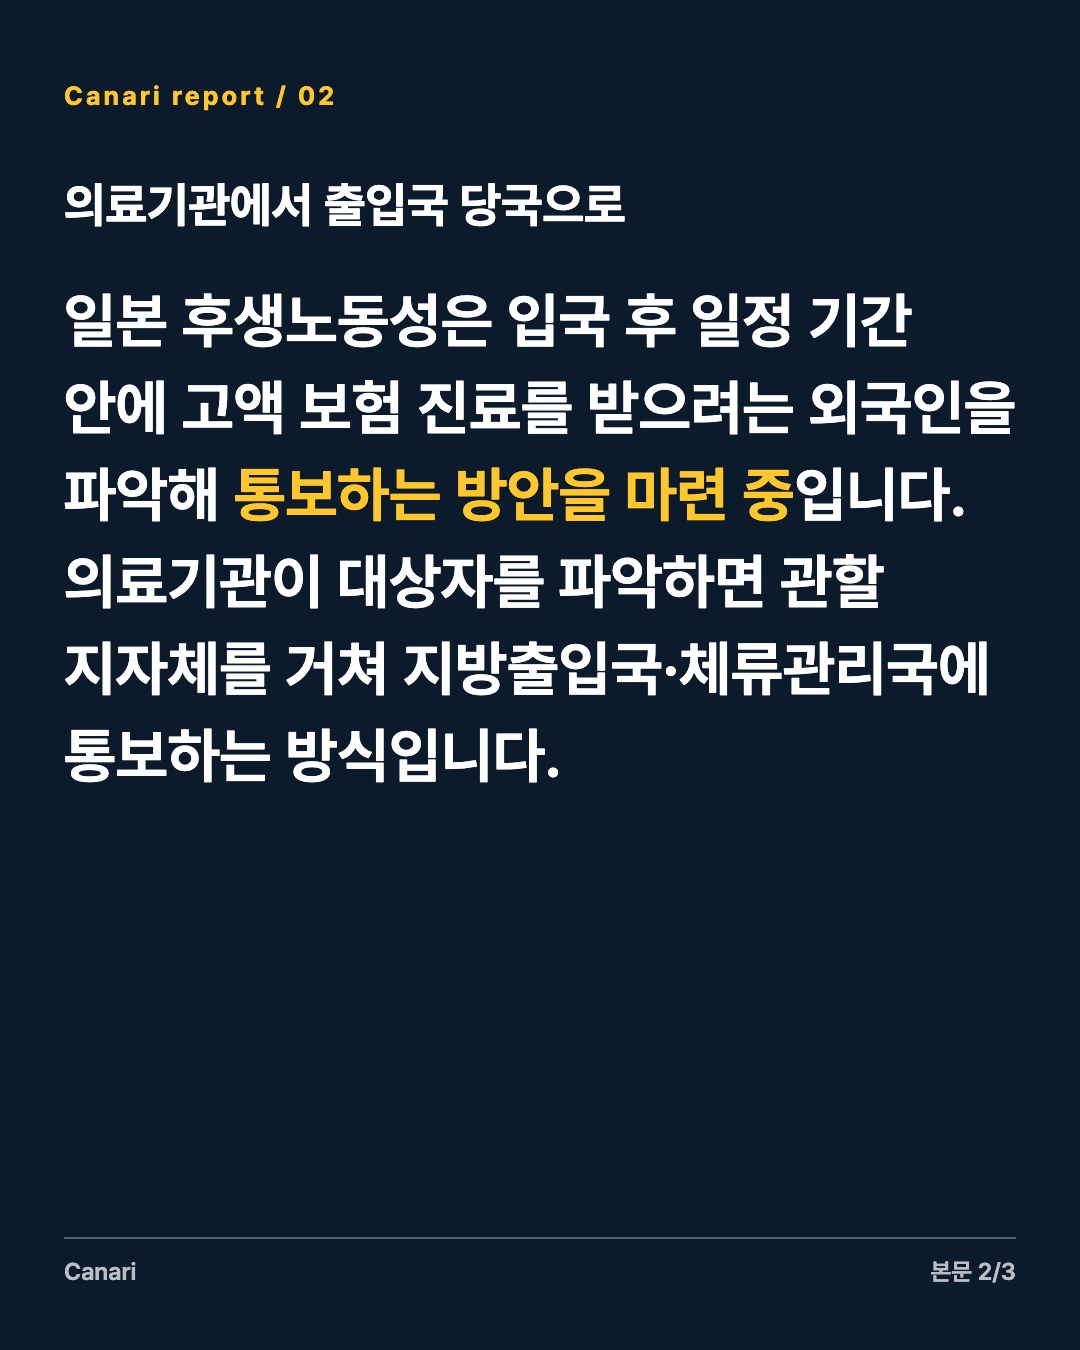 Canari report / 02
의료기관에서 출입국 당국으로
일본 후생노동성은 입국 후 일정 기간
안에 고액 보험 진료를 받으려는 외국인을
파악해 통보하는 방안을 마련 중입니다.
의료기관이 대상자를 파악하면 관할
지자체를 거쳐 지방출입국·체류관리국에
통보하는 방식입니다.
Canari
본문 2/3